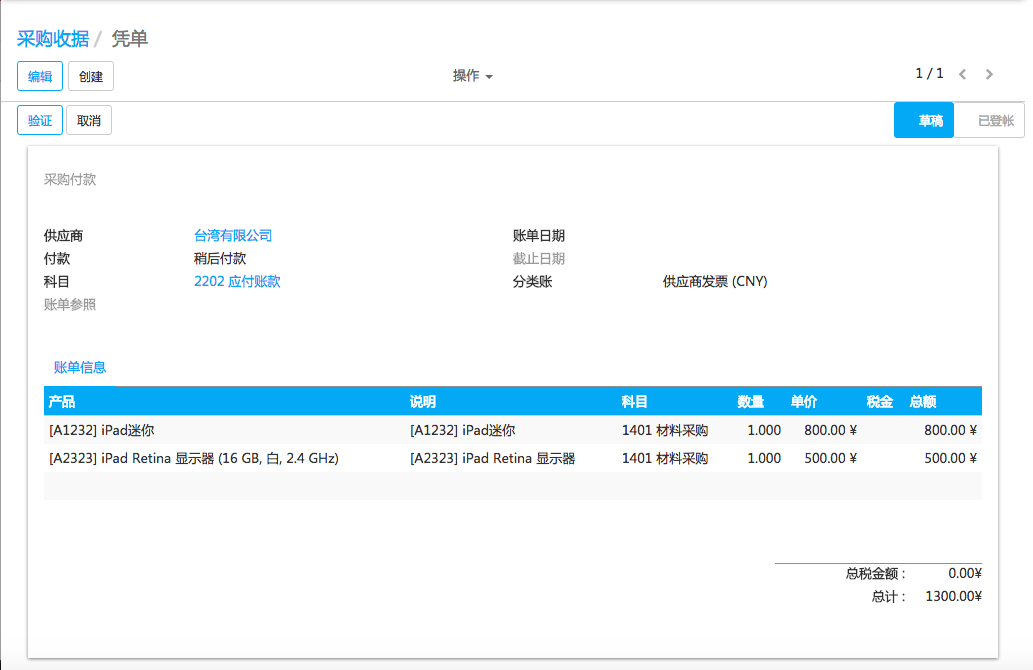 采购收据 / 凭单
编辑 创建 操作 1 / 1
验证 取消 草稿 已登帐
采购付款
供应商 台湾有限公司 账单日期
付款 稍后付款 截止日期
科目 2202 应付账款 分类账 供应商发票 (CNY)
账单参照
账单信息
产品 说明 科目 数量 单价 税金 总额
[A1232] iPad迷你 [A1232] iPad迷你 1401 材料采购 1.000 800.00 ¥ 800.00 ¥
[A2323] iPad Retina 显示器 (16 GB, 白, 2.4 GHz) [A2323] iPad Retina 显示器 1401 材料采购 1.000 500.00 ¥ 500.00 ¥
总税金额 : 0.00¥
总计 : 1300.00¥